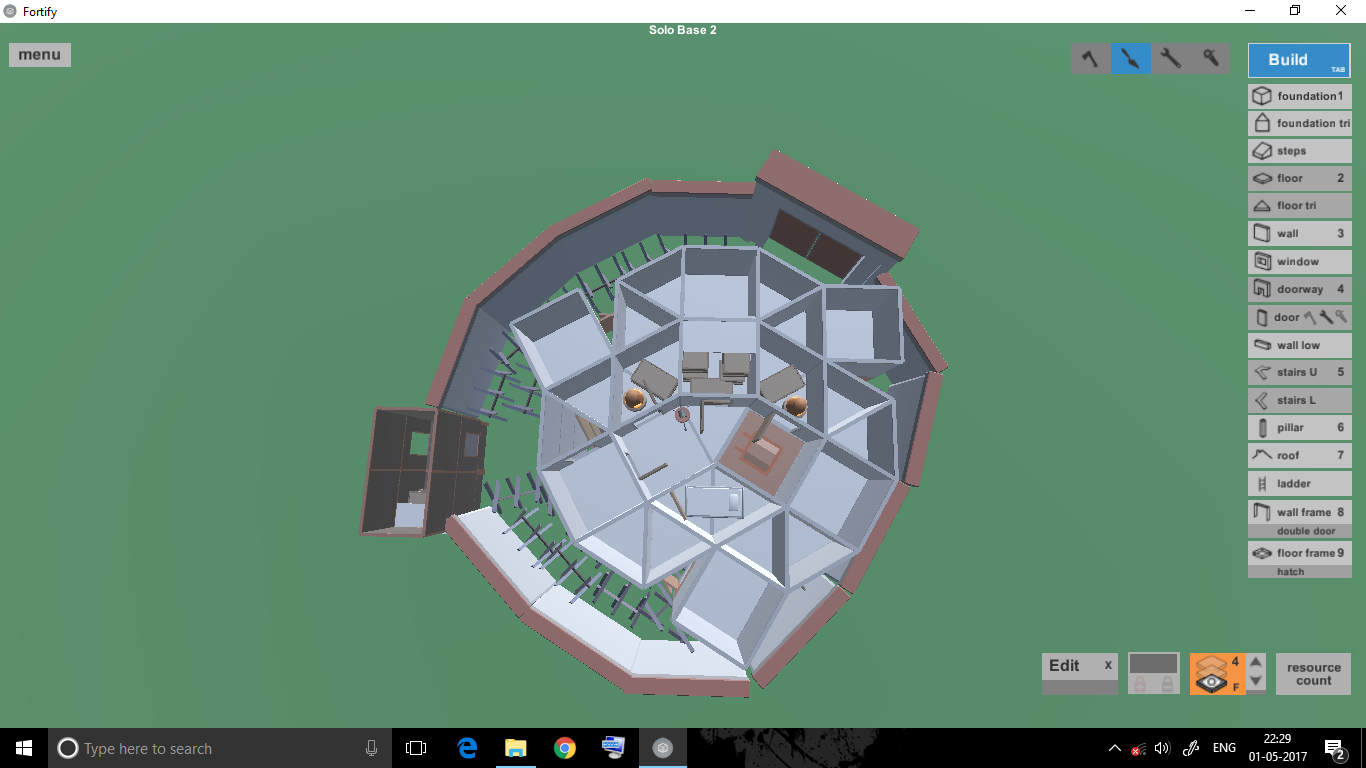 Fortify
Solo Base 2
menu
Build
TAB
foundation 1
foundation tri
steps
floor 2
floor tri
wall 3
window
doorway 4
door
wall low
stairs U 5
stairs L
pillar 6
roof 7
ladder
wall frame 8
double door
floor frame 9
hatch
Edit x
4
F
resource
count
Type here to search
ENG
22:29
01-05-2017
2